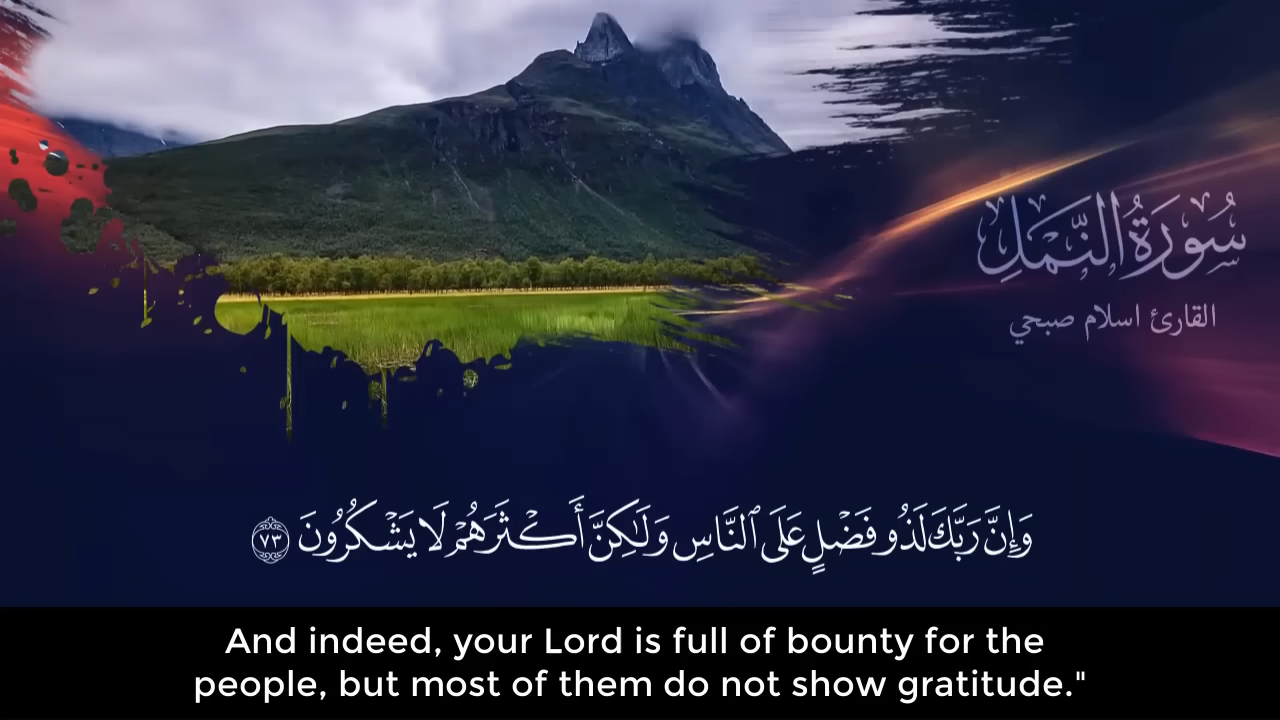 سُورَةُ النَّمْلِ
القارئ اسلام صبحي
وَإِنَّ رَبَّكَ لَذُو فَضْلٍ عَلَى ٱلنَّاسِ وَلَٰكِنَّ أَكْثَرَهُمْ لَا يَشْكُرُونَ ٧٣
And indeed, your Lord is full of bounty for the
people, but most of them do not show gratitude."